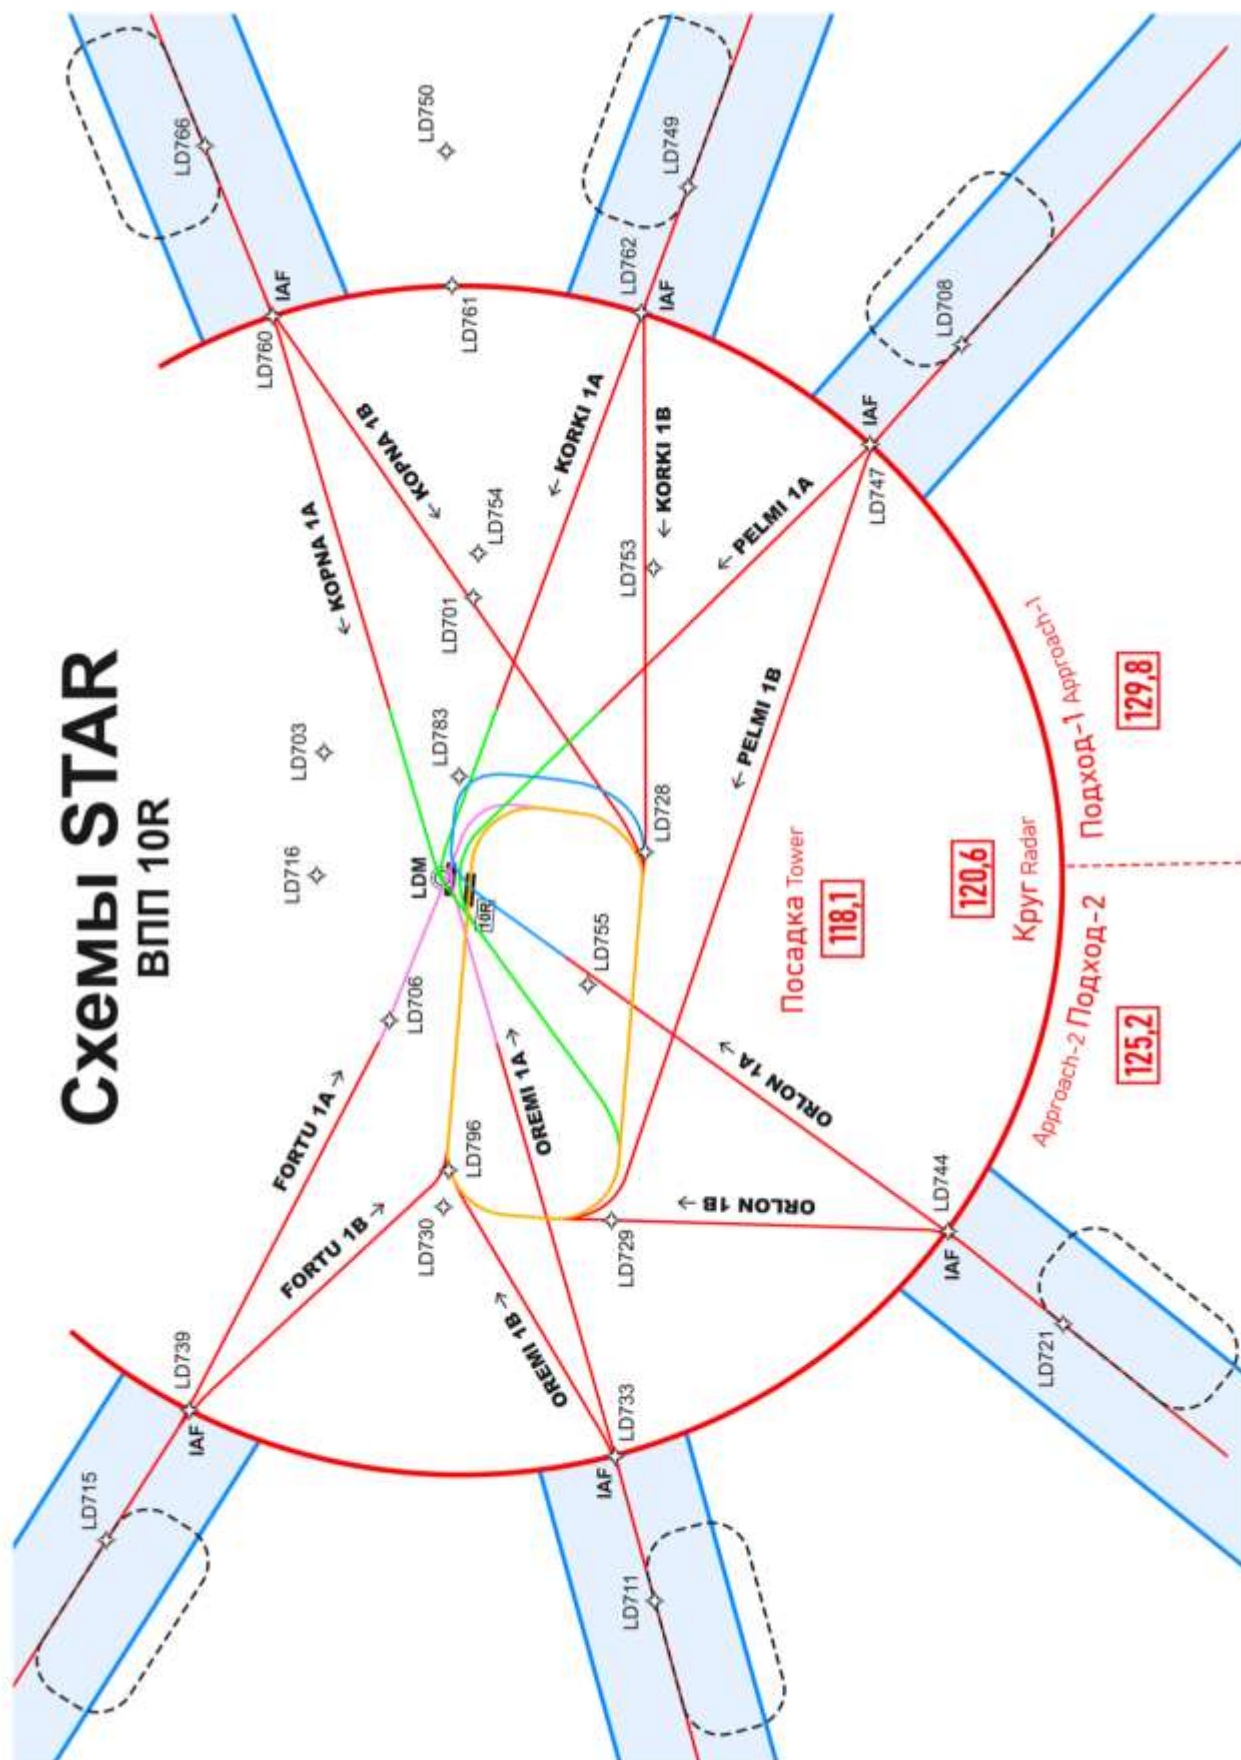 Схемы STAR
ВПП 10R
LD715
IAF
LD739
FORTU 1A →
FORTU 1B →
LD706
LD716
LD703
← KOPNA 1A
LD760
IAF
LD766
LD750
LD761
← KOPNA 1B
LD754
LD701
LD783
LDM
10R
LD796
LD730
OREMI 1A →
OREMI 1B →
LD733
IAF
LD711
LD729
LD755
LD728
← KORKI 1A
← KORKI 1B
LD753
LD762
IAF
LD749
LD708
IAF
LD747
← PELMI 1A
← PELMI 1B
ORLON 1A →
← ORLON 1B
LD744
IAF
LD721
Посадка Tower
118,1
120,6
Круг Radar
Approach-2 Подход-2
125,2
Подход-1 Approach-1
129,8